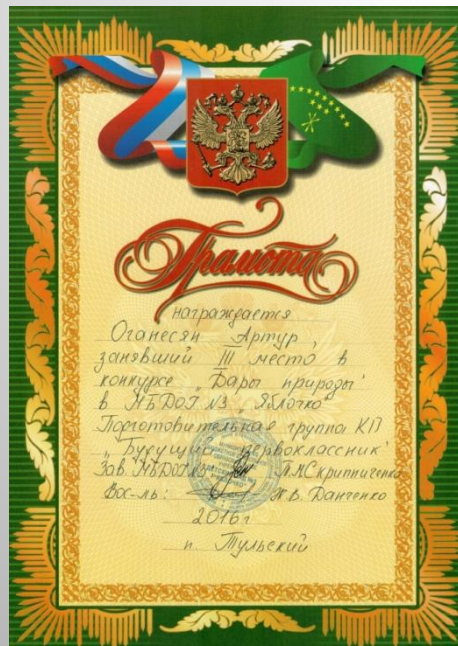 Грамота
награждается
Оганесян Артур,
занявший III место в
конкурсе „Дары природы"
в МБДОУ №3 „Яблочко"
Подготовительная группа КП
„Будущий первоклассник"
Зав. МБДОУ №3 Л.Н. Скрипниченко
Вос-ль: Н.В. Данченко
2016г
п Тульский